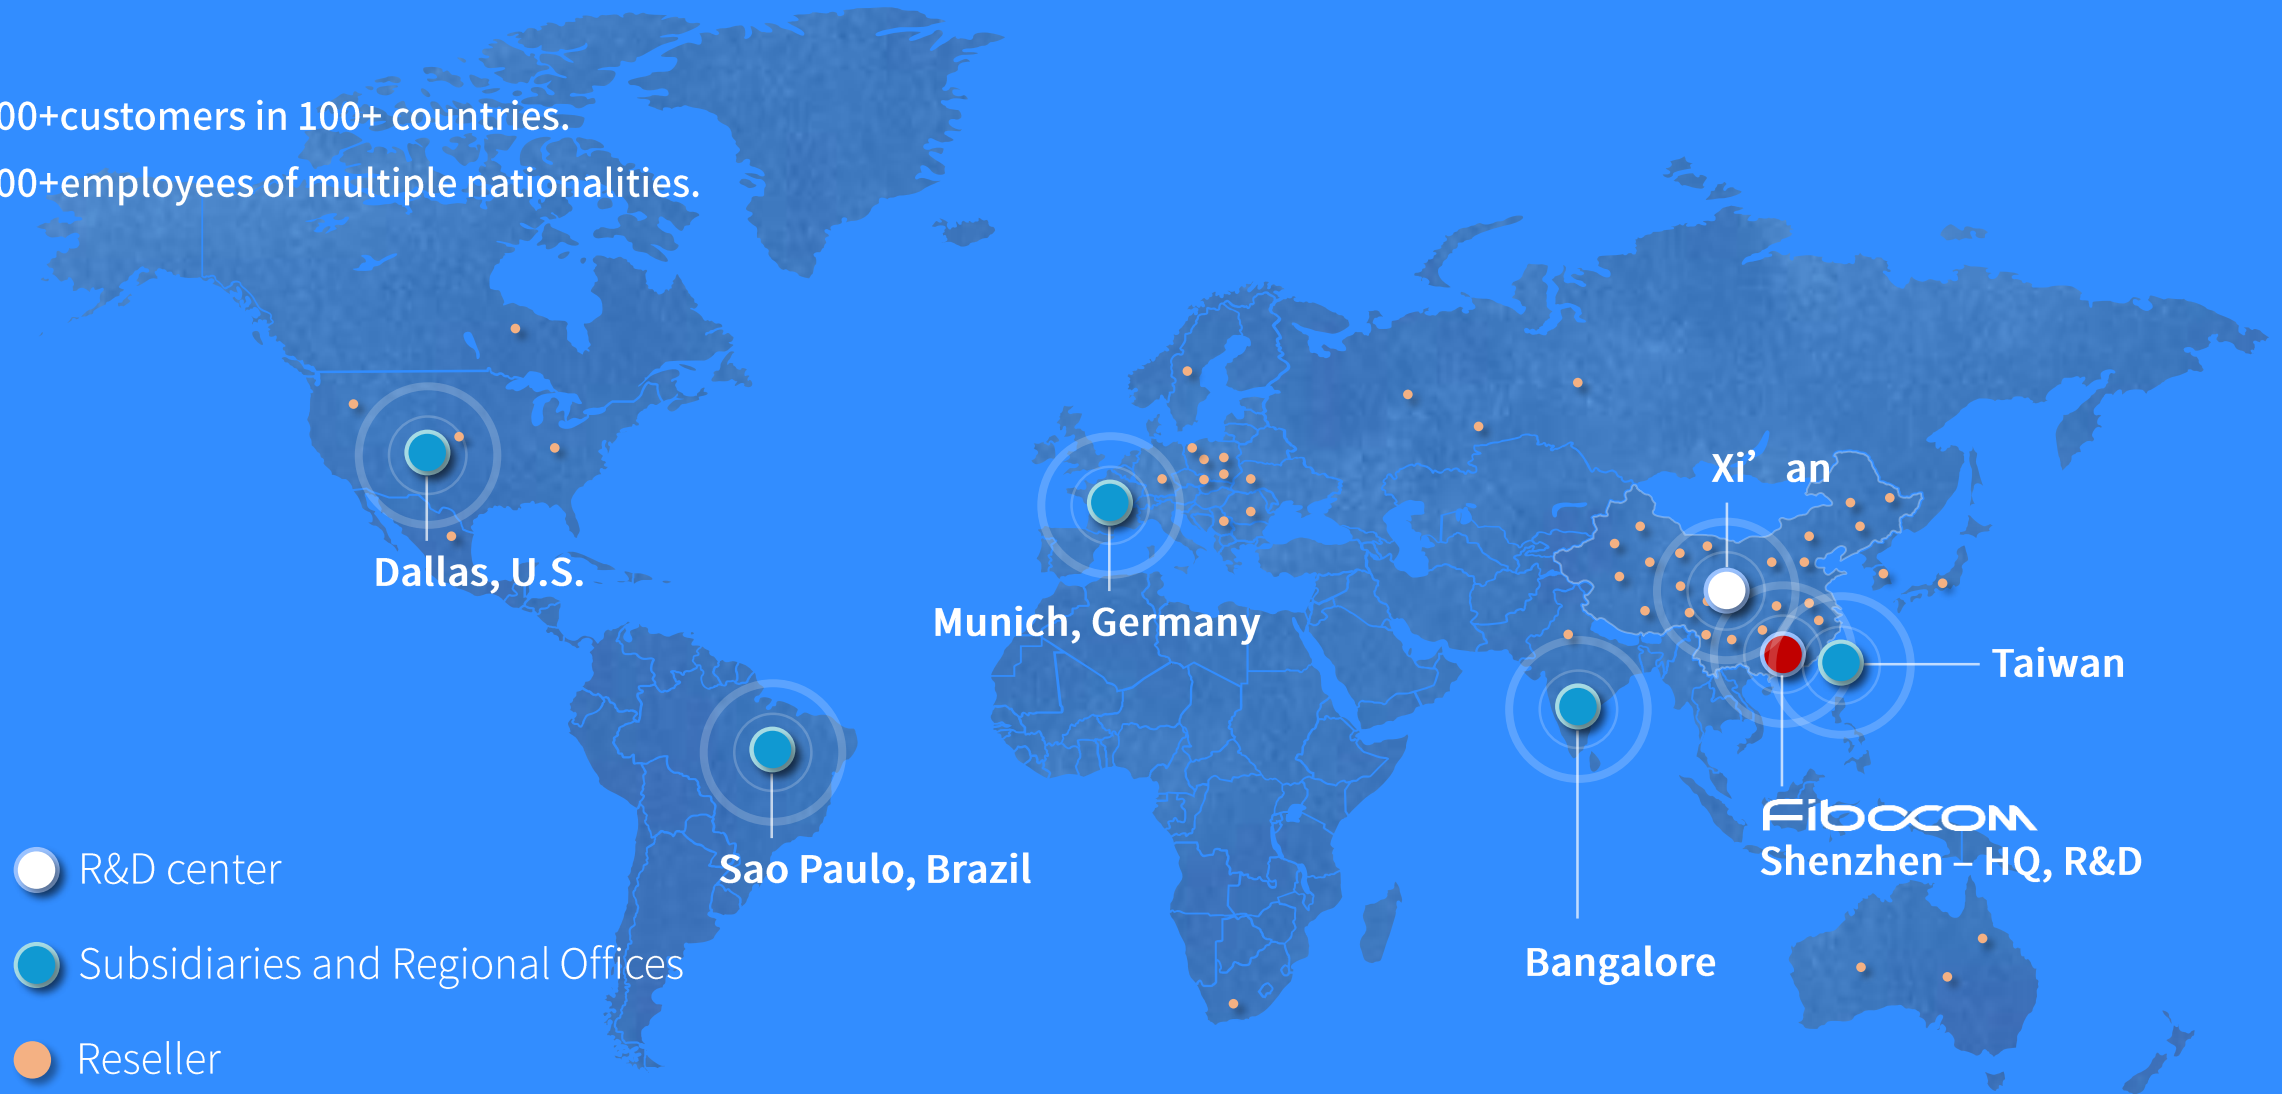 00+customers in 100+ countries.
00+employees of multiple nationalities.
Xi’ an
Dallas, U.S.
Munich, Germany
Taiwan
Fibocom
Shenzhen – HQ, R&D
Sao Paulo, Brazil
R&D center
Bangalore
Subsidiaries and Regional Offices
Reseller